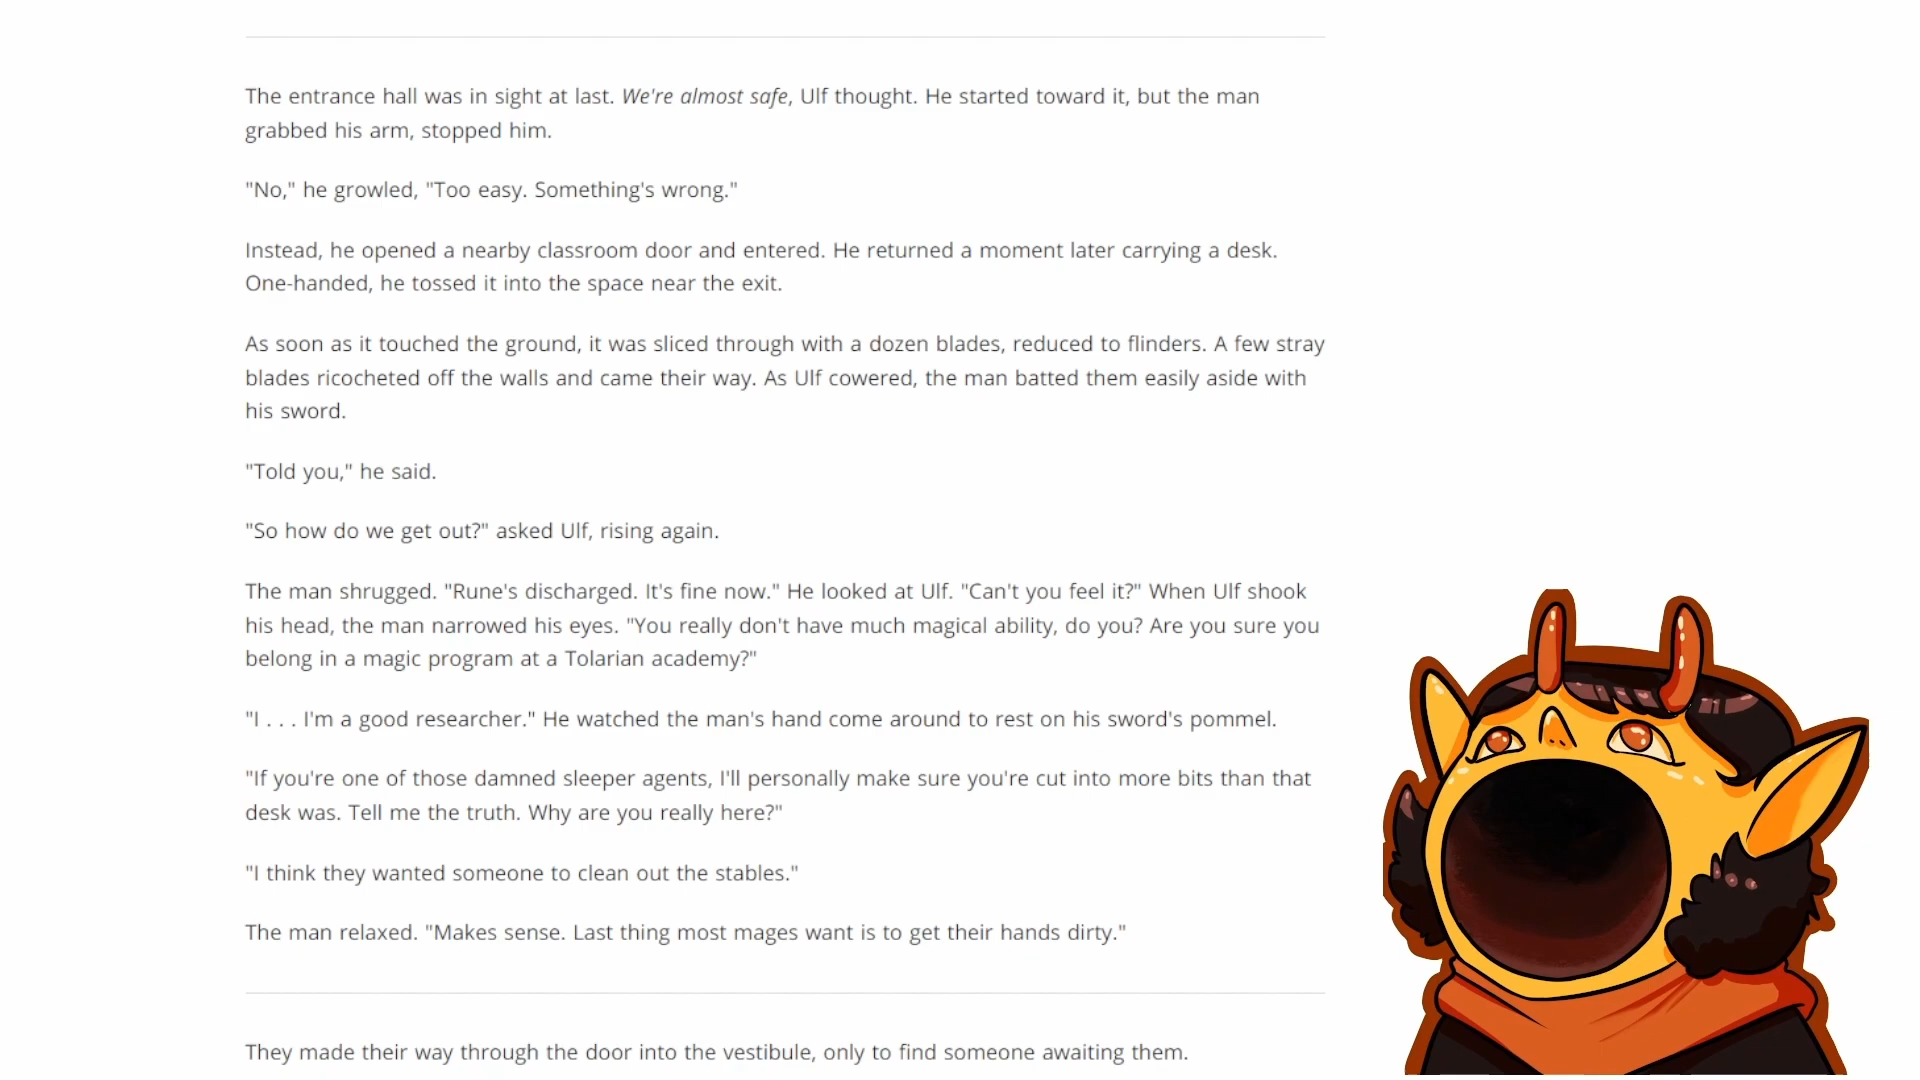 The entrance hall was in sight at last. We're almost safe, Ulf thought. He started toward it, but the man
grabbed his arm, stopped him.
"No," he growled, "Too easy. Something's wrong."
Instead, he opened a nearby classroom door and entered. He returned a moment later carrying a desk.
One-handed, he tossed it into the space near the exit.
As soon as it touched the ground, it was sliced through with a dozen blades, reduced to flinders. A few stray
blades ricocheted off the walls and came their way. As Ulf cowered, the man batted them easily aside with
his sword.
"Told you," he said.
"So how do we get out?" asked Ulf, rising again.
The man shrugged. "Rune's discharged. It's fine now." He looked at Ulf. "Can't you feel it?" When Ulf shook
his head, the man narrowed his eyes. "You really don't have much magical ability, do you? Are you sure you
belong in a magic program at a Tolarian academy?"
"I . . . I'm a good researcher." He watched the man's hand come around to rest on his sword's pommel.
"If you're one of those damned sleeper agents, I'll personally make sure you're cut into more bits than that
desk was. Tell me the truth. Why are you really here?"
"I think they wanted someone to clean out the stables."
The man relaxed. "Makes sense. Last thing most mages want is to get their hands dirty."
They made their way through the door into the vestibule, only to find someone awaiting them.